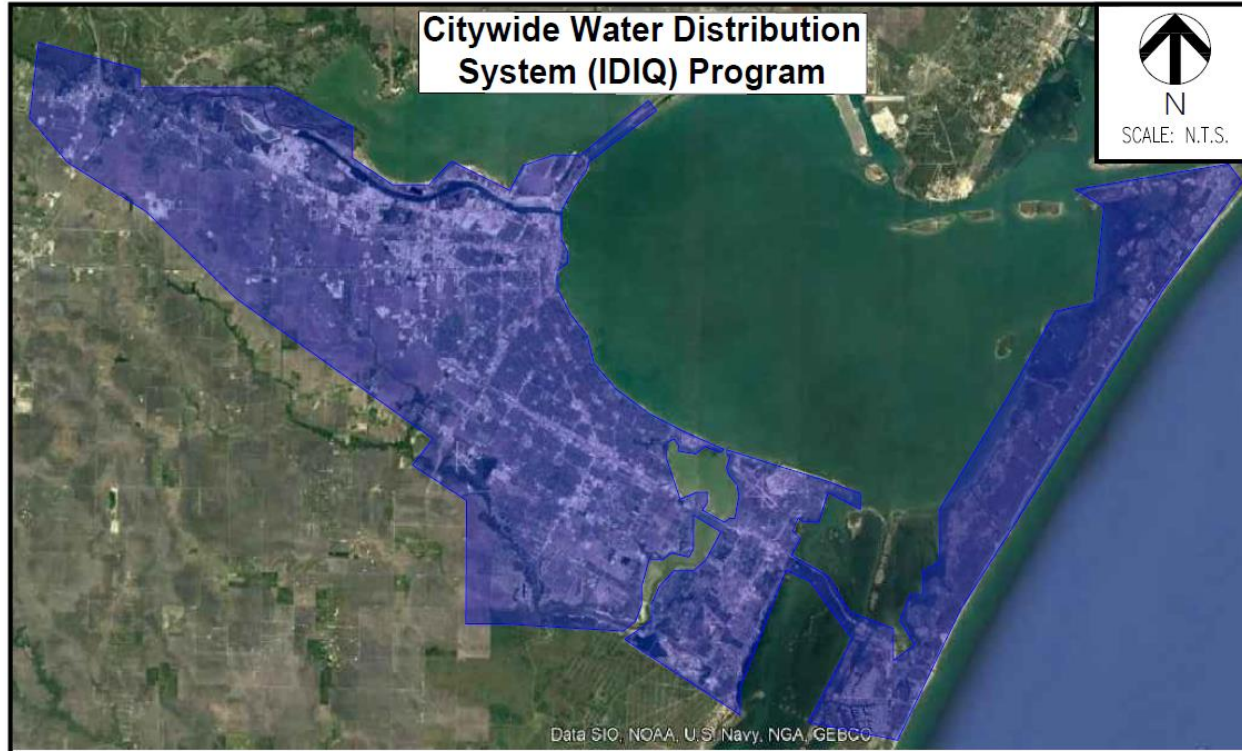 Citywide Water Distribution
System (IDIQ) Program
N
SCALE: N.T.S.
Data SIO, NOAA, U.S. Navy, NGA, GEBCO